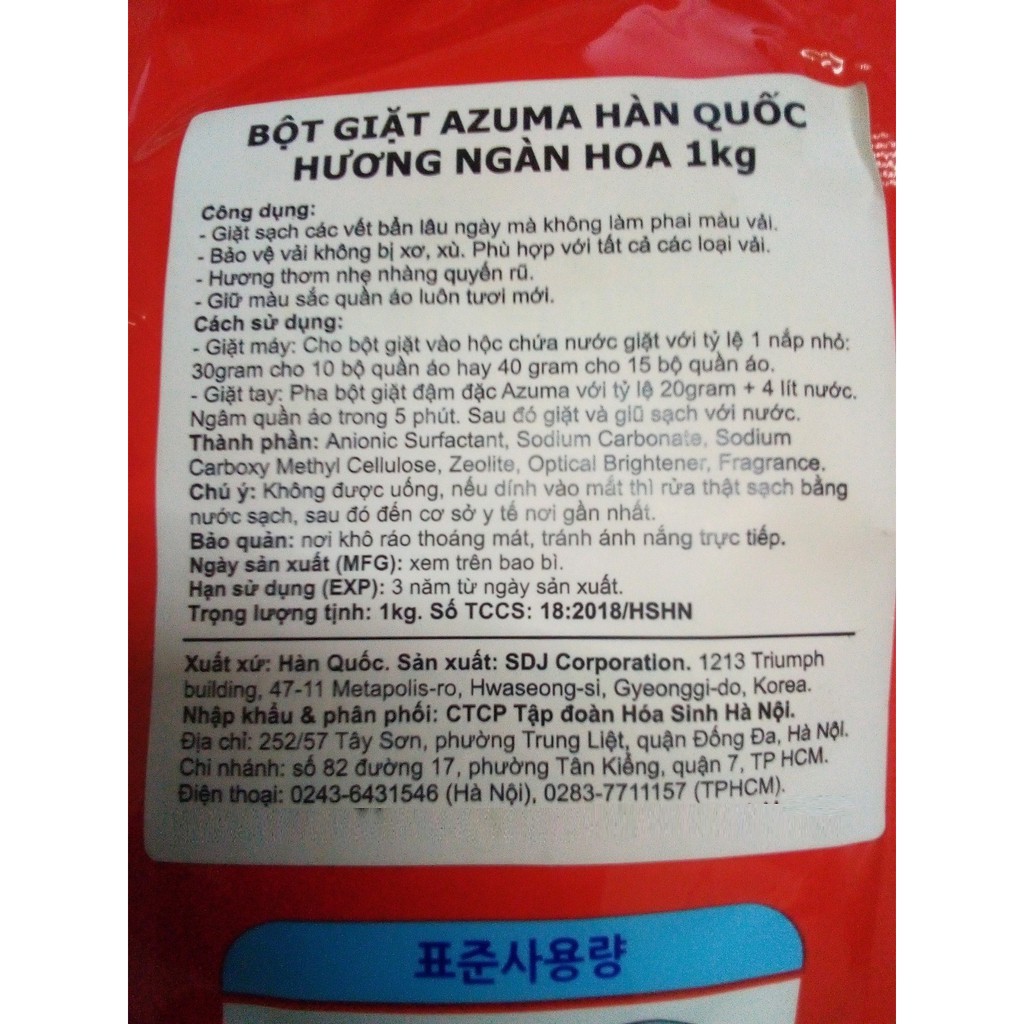 BỘT GIẶT AZUMA HÀN QUỐC
HƯƠNG NGÀN HOA 1kg
Công dụng:
- Giặt sạch các vết bẩn lâu ngày mà không làm phai màu vải.
- Bảo vệ vải không bị xơ, xù. Phù hợp với tất cả các loại vải.
- Hương thơm nhẹ nhàng quyến rũ.
- Giữ màu sắc quần áo luôn tươi mới.
Cách sử dụng:
- Giặt máy: Cho bột giặt vào hộc chứa nước giặt với tỷ lệ 1 nắp nhỏ:
30gram cho 10 bộ quần áo hay 40 gram cho 15 bộ quần áo.
- Giặt tay: Pha bột giặt đậm đặc Azuma với tỷ lệ 20gram + 4 lít nước.
Ngâm quần áo trong 5 phút. Sau đó giặt và giũ sạch với nước.
Thành phần: Anionic Surfactant, Sodium Carbonate, Sodium
Carboxy Methyl Cellulose, Zeolite, Optical Brightener, Fragrance.
Chú ý: Không được uống, nếu dính vào mắt thì rửa thật sạch bằng
nước sạch, sau đó đến cơ sở y tế nơi gần nhất.
Bảo quản: nơi khô ráo thoáng mát, tránh ánh nắng trực tiếp.
Ngày sản xuất (MFG): xem trên bao bì.
Hạn sử dụng (EXP): 3 năm từ ngày sản xuất.
Trọng lượng tịnh: 1kg. Số TCCS: 18:2018/HSHN
Xuất xứ: Hàn Quốc. Sản xuất: SDJ Corporation. 1213 Triumph
building, 47-11 Metapolis-ro, Hwaseong-si, Gyeonggi-do, Korea.
Nhập khẩu & phân phối: CTCP Tập đoàn Hóa Sinh Hà Nội.
Địa chỉ: 252/57 Tây Sơn, phường Trung Liệt, quận Đống Đa, Hà Nội.
Chi nhánh: số 82 đường 17, phường Tân Kiểng, quận 7, TP HCM.
Điện thoại: 0243-6431546 (Hà Nội), 0283-7711157 (TPHCM).
표준사용량